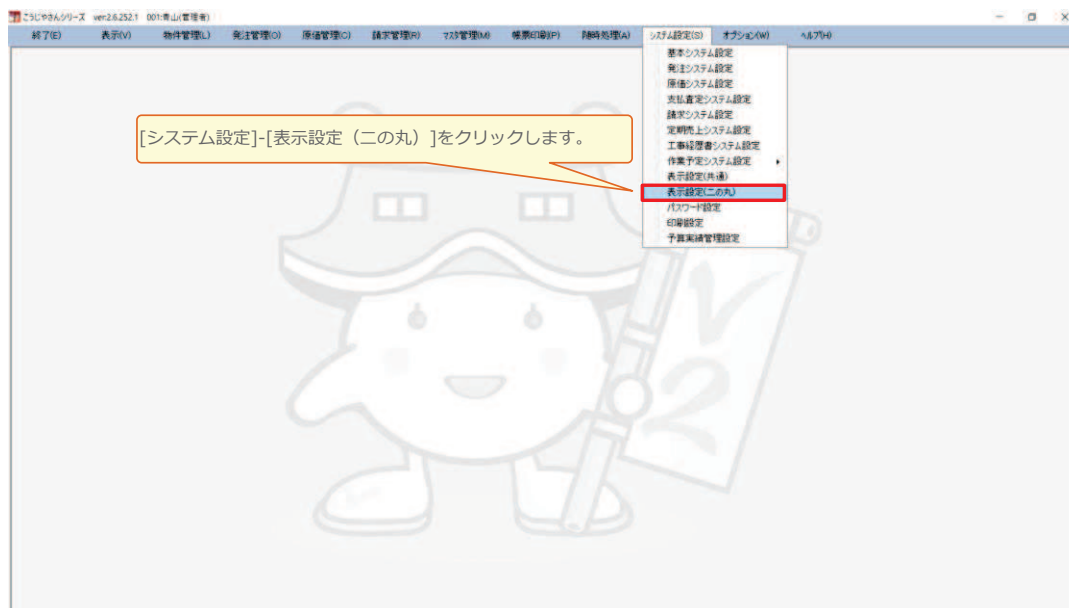 こうじやさんシリーズ ver2.6.252.1 001:青山(管理者)
終了(E) 表示(V) 物件管理(L) 発注管理(O) 原価管理(C) 請求管理(R) マスタ管理(M) 帳票印刷(P) 随時処理(A) システム設定(S) オプション(W) ヘルプ(H)
基本システム設定
発注システム設定
原価システム設定
支払査定システム設定
請求システム設定
定期売上システム設定
工事経歴書システム設定
作業予定システム設定
表示設定(共通)
表示設定(二の丸)
パスワード設定
印刷設定
予算実績管理設定
[システム設定]-[表示設定（二の丸）]をクリックします。
V2